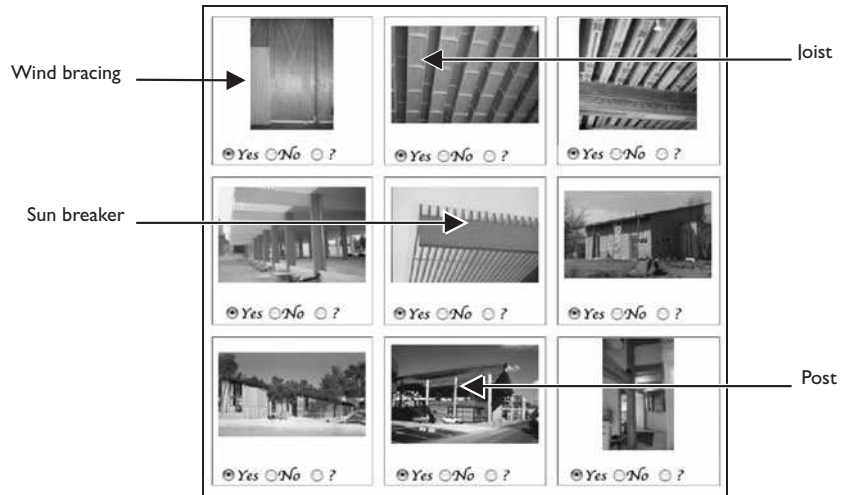 Wind bracing
Joist
Yes No ?
Yes No ?
Yes No ?
Sun breaker
Yes No ?
Yes No ?
Yes No ?
Post
Yes No ?
Yes No ?
Yes No ?